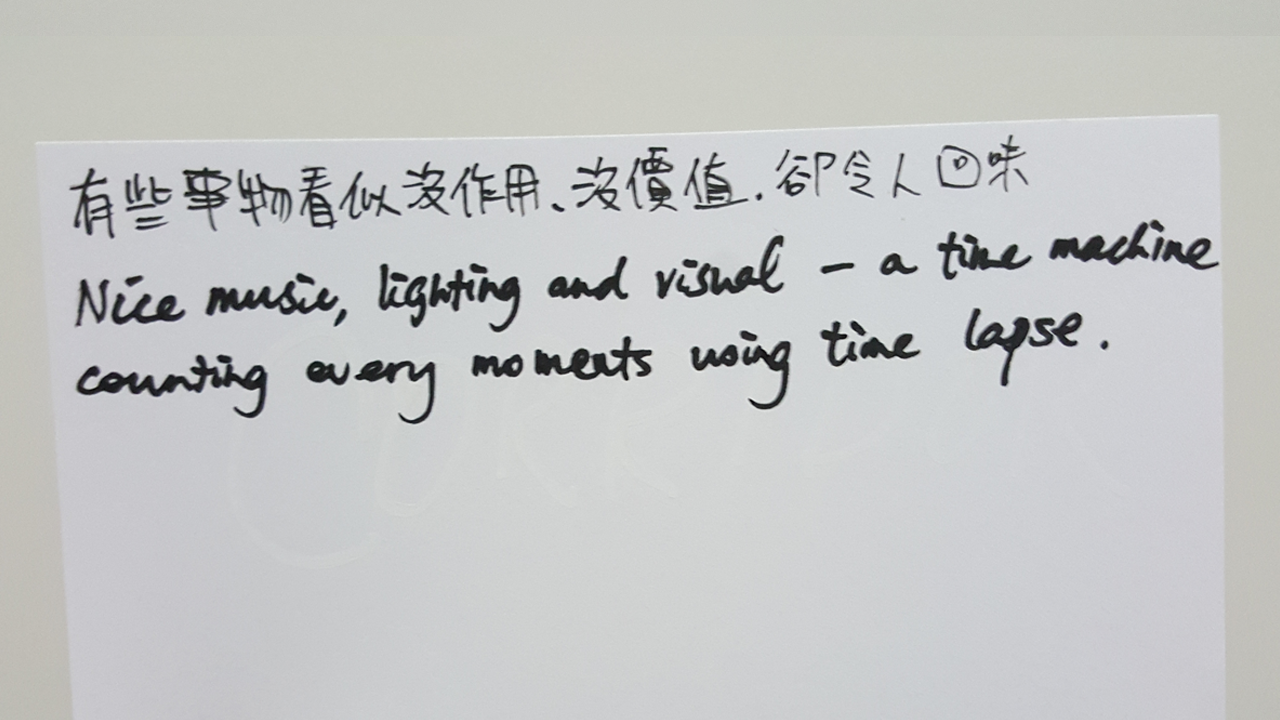 有些事物看似沒作用、沒價值.卻令人回味
Nice music, lighting and visual – a time machine
counting every moments using time lapse.